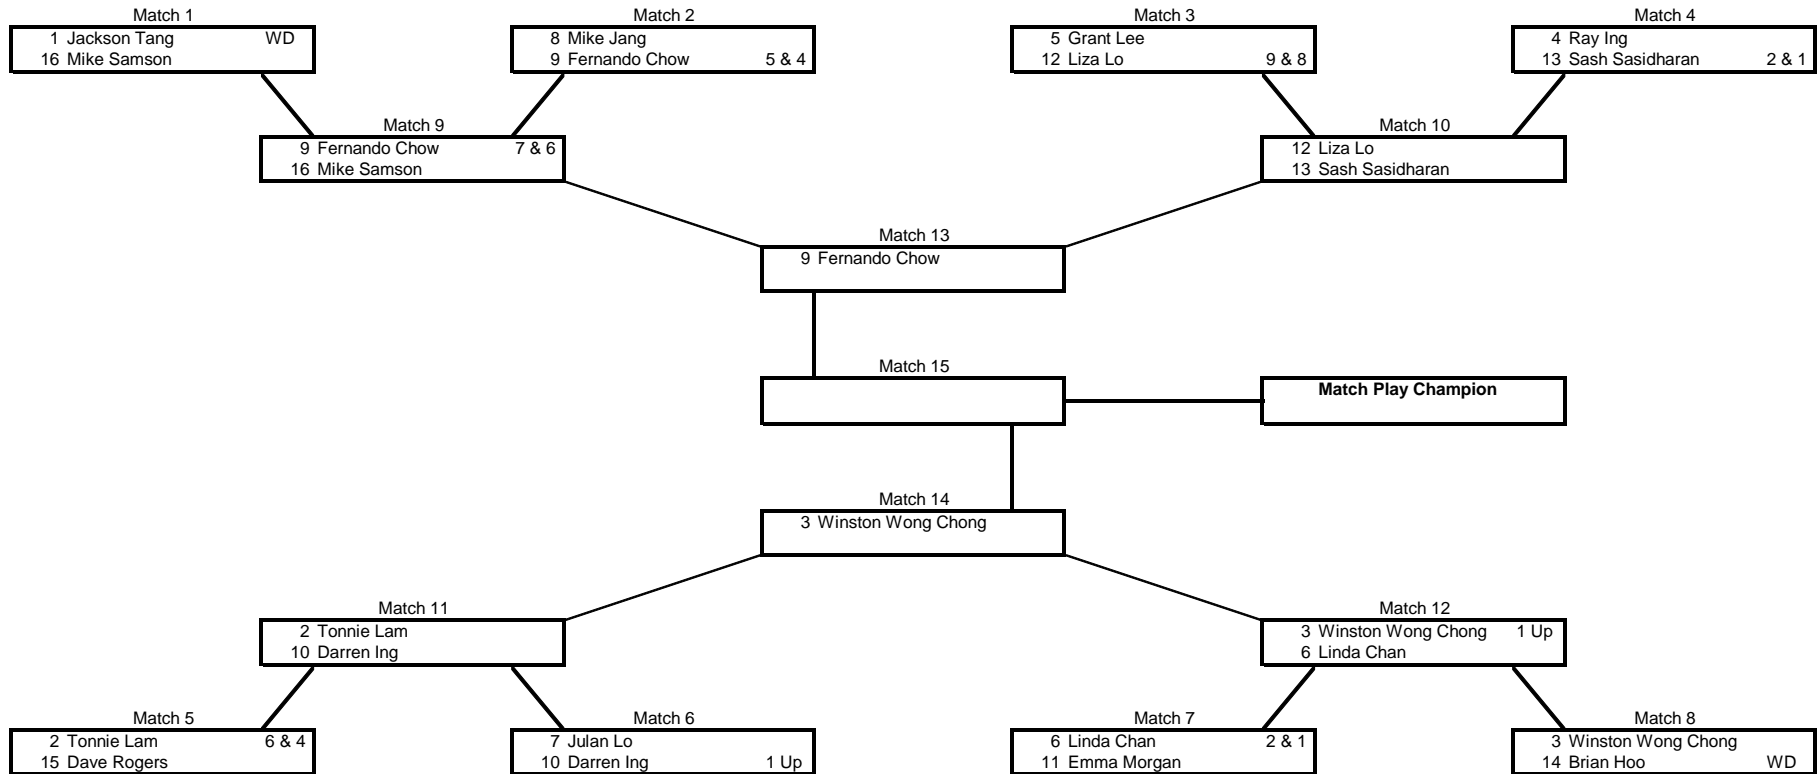 Match 1
1 Jackson Tang WD
16 Mike Samson
Match 2
8 Mike Jang
9 Fernando Chow 5 & 4
Match 3
5 Grant Lee
12 Liza Lo 9 & 8
Match 4
4 Ray Ing
13 Sash Sasidharan 2 & 1
Match 9
9 Fernando Chow 7 & 6
16 Mike Samson
Match 10
12 Liza Lo
13 Sash Sasidharan
Match 13
9 Fernando Chow
Match 15
Match Play Champion
Match 14
3 Winston Wong Chong
Match 11
2 Tonnie Lam
10 Darren Ing
Match 12
3 Winston Wong Chong 1 Up
6 Linda Chan
Match 5
2 Tonnie Lam 6 & 4
15 Dave Rogers
Match 6
7 Julan Lo
10 Darren Ing 1 Up
Match 7
6 Linda Chan 2 & 1
11 Emma Morgan
Match 8
3 Winston Wong Chong
14 Brian Hoo WD